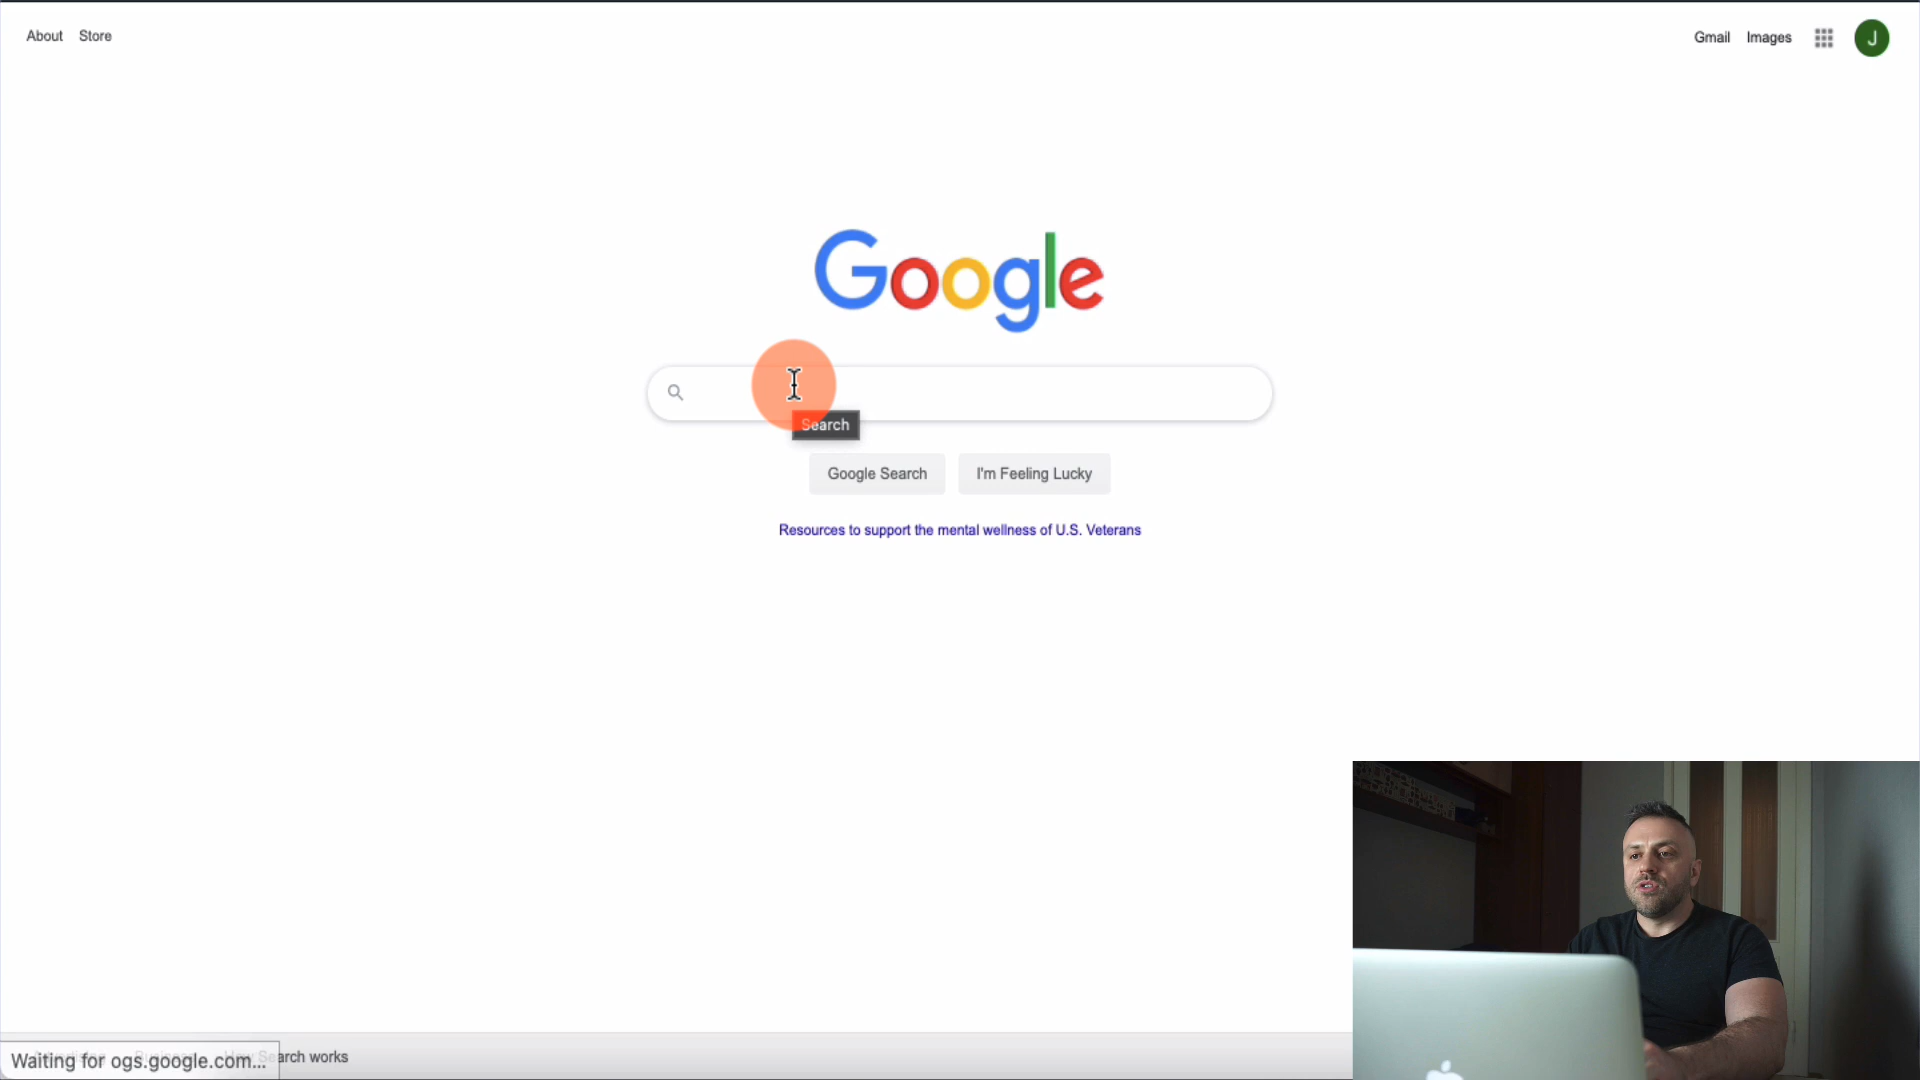 About Store
Gmail Images
J
Google
Search
Google Search I'm Feeling Lucky
Resources to support the mental wellness of U.S. Veterans
Waiting for ogs.google.com...
arch works